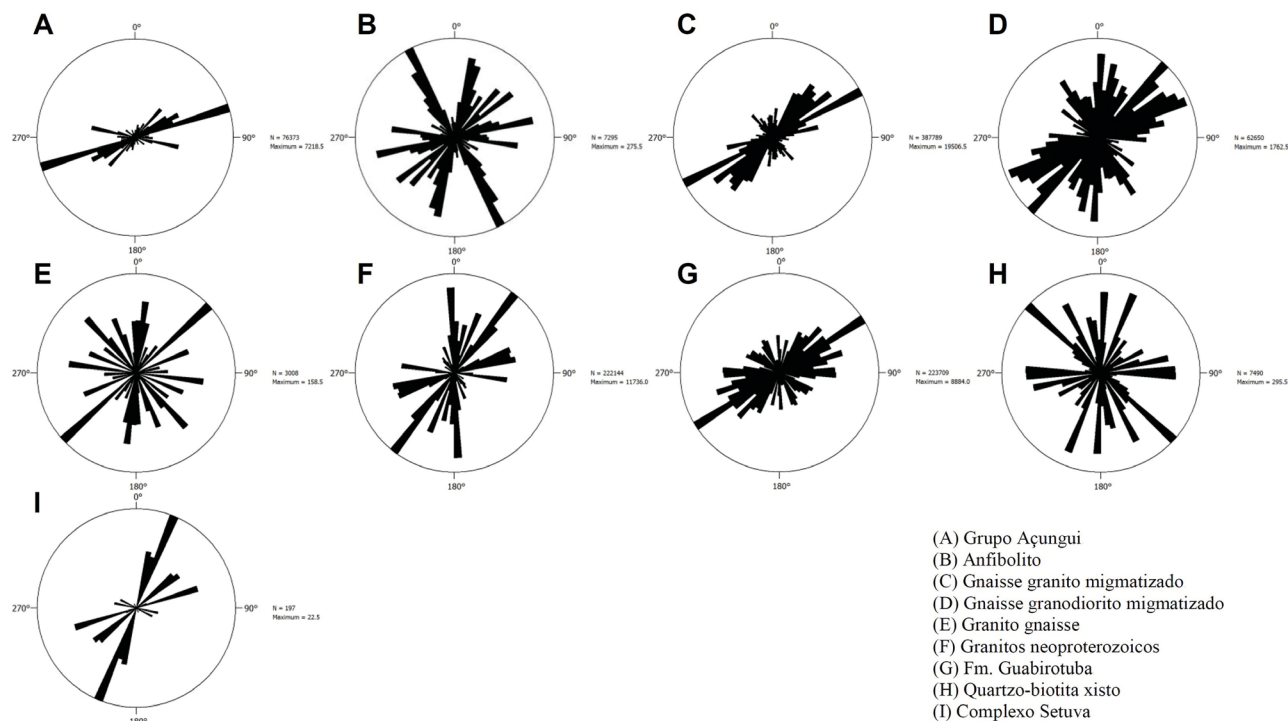 A
0°
270°
90°
180°
N = 76373
Maximum = 7218.5
B
0°
270°
90°
180°
N = 7295
Maximum = 275.5
C
0°
270°
90°
180°
N = 387789
Maximum = 19506.5
D
0°
270°
90°
180°
N = 62650
Maximum = 1762.5
E
0°
270°
90°
180°
N = 3008
Maximum = 158.5
F
0°
270°
90°
180°
N = 222144
Maximum = 11736.0
G
0°
270°
90°
180°
N = 223709
Maximum = 8884.0
H
0°
270°
90°
180°
N = 7490
Maximum = 295.5
I
0°
270°
90°
180°
N = 197
Maximum = 22.5
(A) Grupo Açungui
(B) Anfibolito
(C) Gnaisse granito migmatizado
(D) Gnaisse granodiorito migmatizado
(E) Granito gnaisse
(F) Granitos neoproterozoicos
(G) Fm. Guabirotuba
(H) Quartzo-biotita xisto
(I) Complexo Setuva